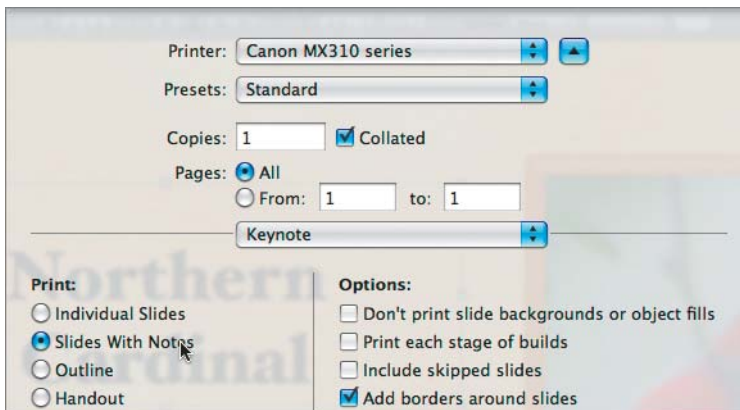 Printer: Canon MX310 series
Presets: Standard
Copies: 1 Collated
Pages: All
From: 1 to: 1
Keynote
Northern
Cardinal
Print:
Individual Slides
Slides With Notes
Outline
Handout
Options:
Don't print slide backgrounds or object fills
Print each stage of builds
Include skipped slides
Add borders around slides